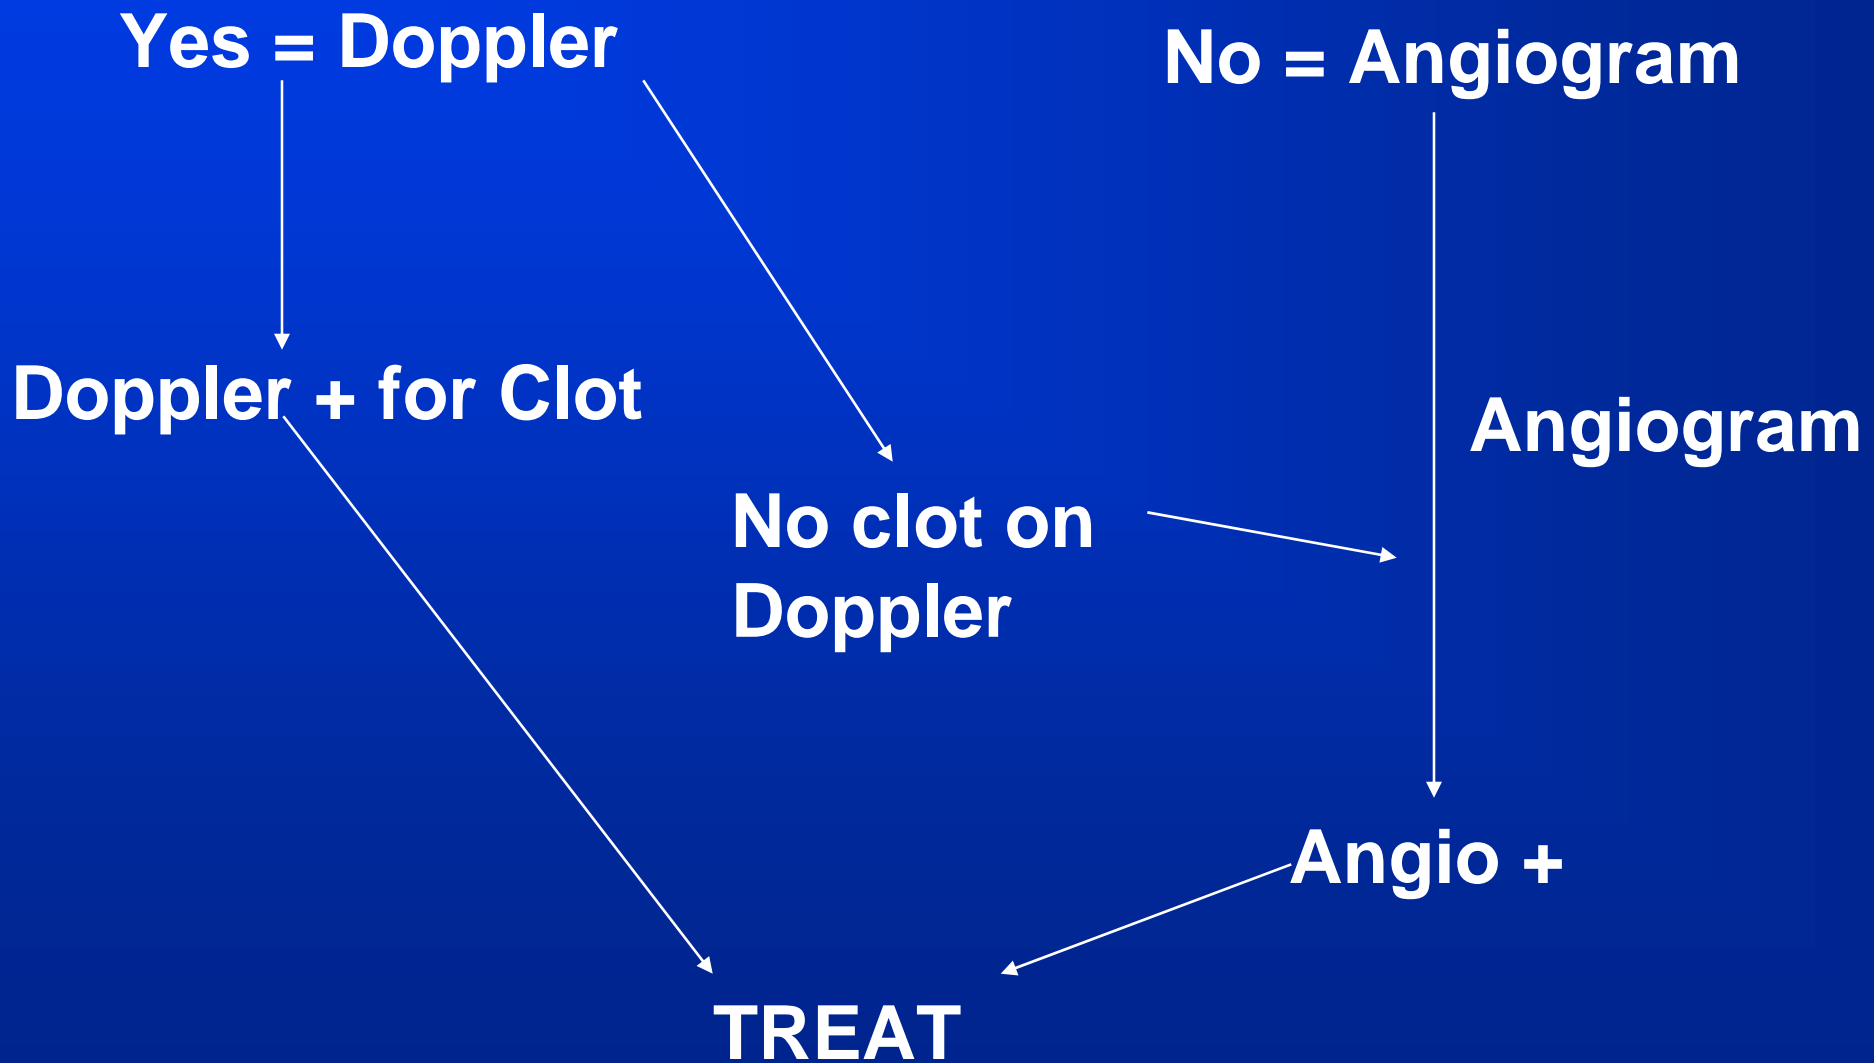 Yes = Doppler
No = Angiogram
Doppler + for Clot
Angiogram
No clot on
Doppler
Angio +
TREAT